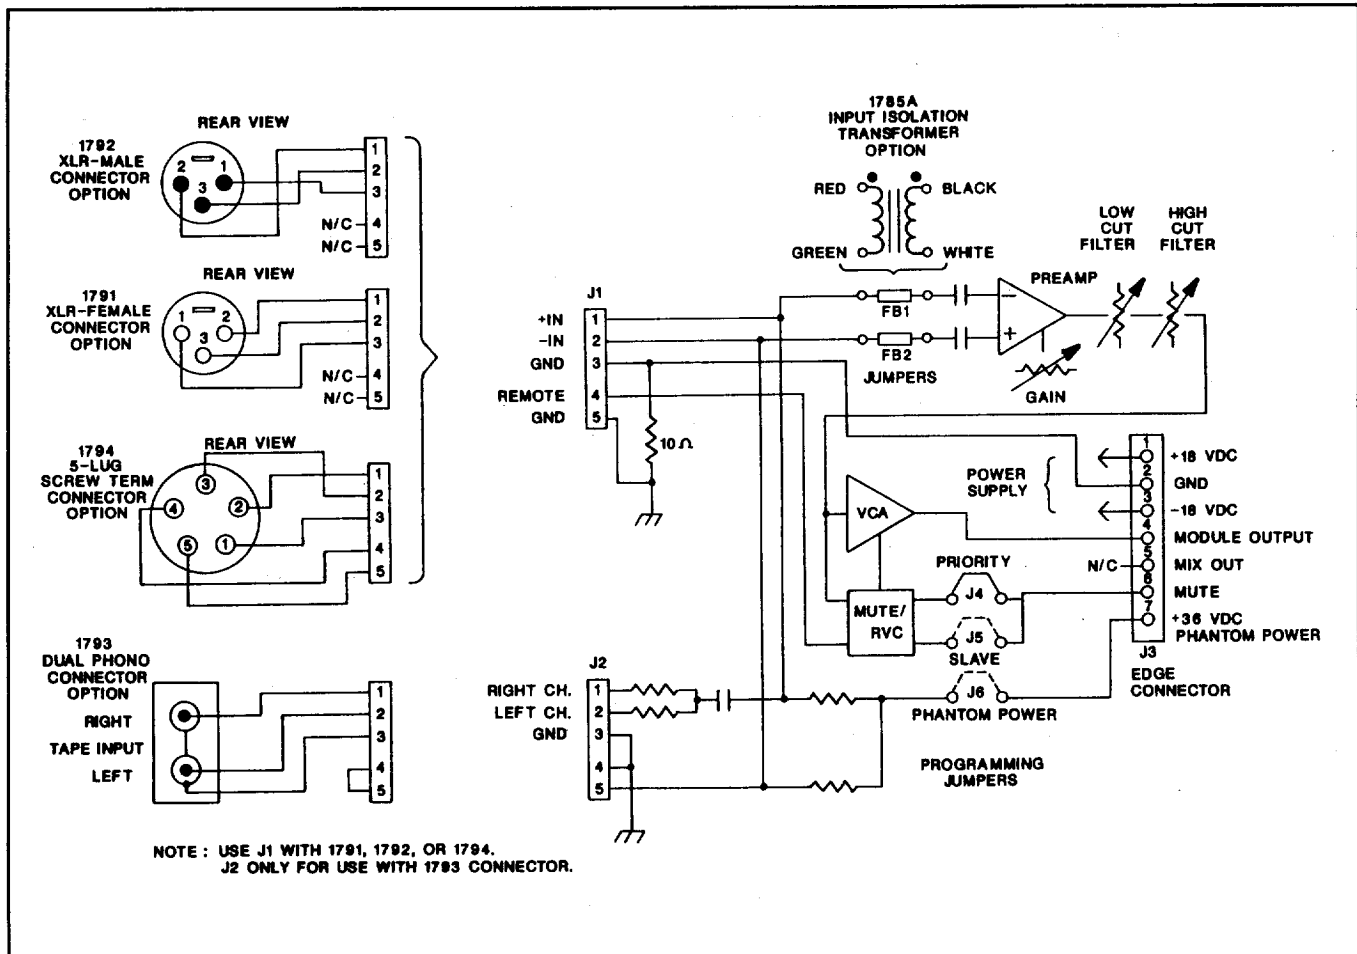 REAR VIEW
1792
XLR-MALE
CONNECTOR
OPTION
2
1
3
1
2
3
N/C 4
N/C 5
REAR VIEW
1791
XLR-FEMALE
CONNECTOR
OPTION
1
2
3
1
2
3
N/C 4
N/C 5
REAR VIEW
1794
5-LUG
SCREW TERM
CONNECTOR
OPTION
3
4
2
5
1
1
2
3
4
5
1793
DUAL PHONO
CONNECTOR
OPTION
RIGHT
TAPE INPUT
LEFT
1
2
3
4
5
NOTE : USE J1 WITH 1791, 1792, OR 1794.
J2 ONLY FOR USE WITH 1793 CONNECTOR.
J1
+IN 1
-IN 2
GND 3
REMOTE 4
GND 5
10 Ω
1785A
INPUT ISOLATION
TRANSFORMER
OPTION
RED
BLACK
GREEN
WHITE
FB1
FB2
JUMPERS
PREAMP
−
+
GAIN
LOW
CUT
FILTER
HIGH
CUT
FILTER
VCA
POWER
SUPPLY
MUTE/
RVC
PRIORITY
J4
J5
SLAVE
J6
PHANTOM POWER
PROGRAMMING
JUMPERS
1
+18 VDC
2
GND
3
-18 VDC
4
MODULE OUTPUT
5
N/C
MIX OUT
6
MUTE
7
+36 VDC
PHANTOM POWER
J3
EDGE
CONNECTOR
J2
RIGHT CH. 1
LEFT CH. 2
GND 3
4
5